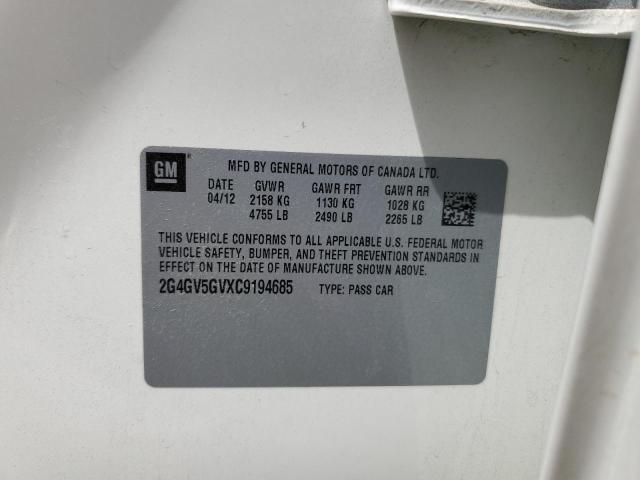 GM
MFD BY GENERAL MOTORS OF CANADA LTD.
DATE GVWR GAWR FRT GAWR RR
04/12 2158 KG 1130 KG 1028 KG
4755 LB 2490 LB 2265 LB
THIS VEHICLE CONFORMS TO ALL APPLICABLE U.S. FEDERAL MOTOR
VEHICLE SAFETY, BUMPER, AND THEFT PREVENTION STANDARDS IN
EFFECT ON THE DATE OF MANUFACTURE SHOWN ABOVE.
2G4GV5GVXC9194685 TYPE: PASS CAR